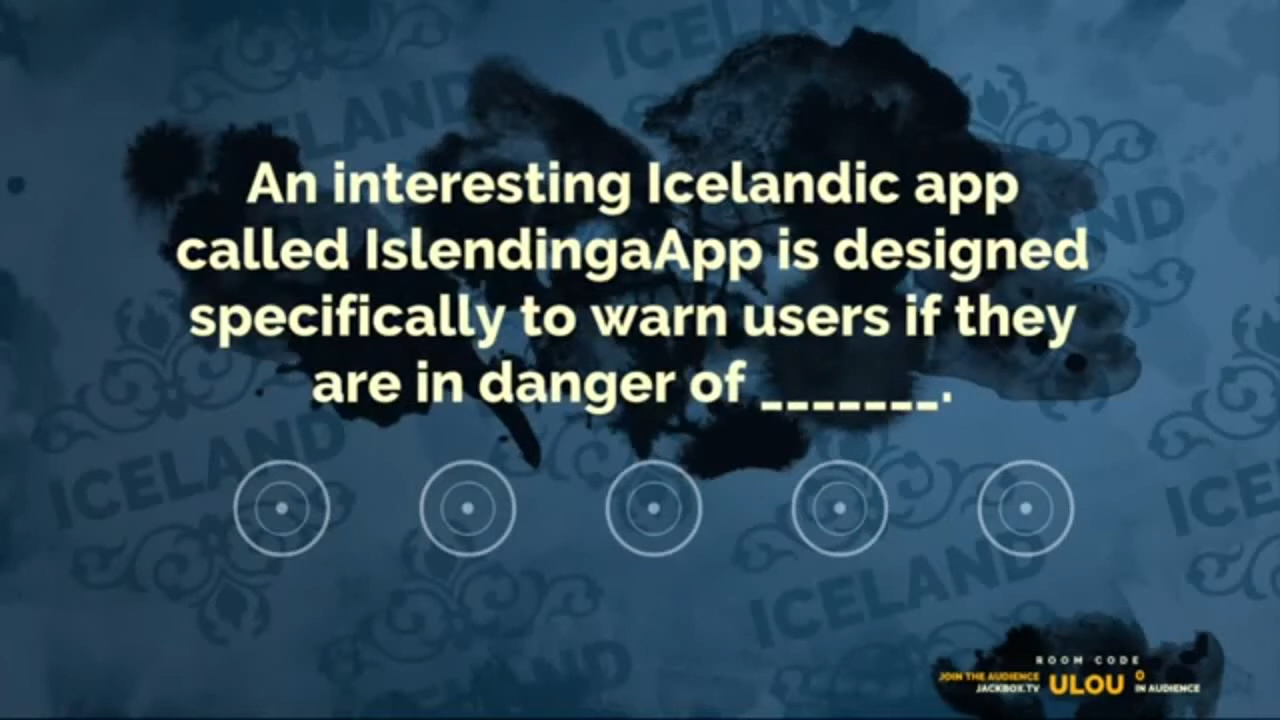 ICELAND
ICELAND
An interesting Icelandic app
called IslendingaApp is designed
specifically to warn users if they
are in danger of _______.
ICELAND
ICELAND
ROOM CODE
JOIN THE AUDIENCE
JACKBOX.TV
ULOU
0
IN AUDIENCE